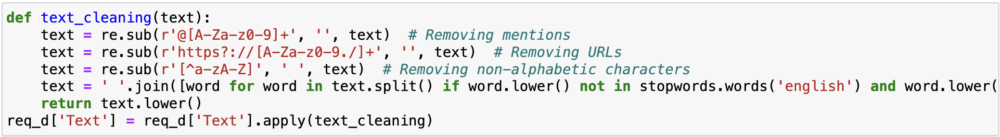 def text_cleaning(text):
    text = re.sub(r'@[A-Za-z0-9]+', '', text)  # Removing mentions
    text = re.sub(r'https?://[A-Za-z0-9./]+', '', text)  # Removing URLs
    text = re.sub(r'[^a-zA-Z]', ' ', text)  # Removing non-alphabetic characters
    text = ' '.join([word for word in text.split() if word.lower() not in stopwords.words('english') and word.lower(
    return text.lower()
req_d['Text'] = req_d['Text'].apply(text_cleaning)